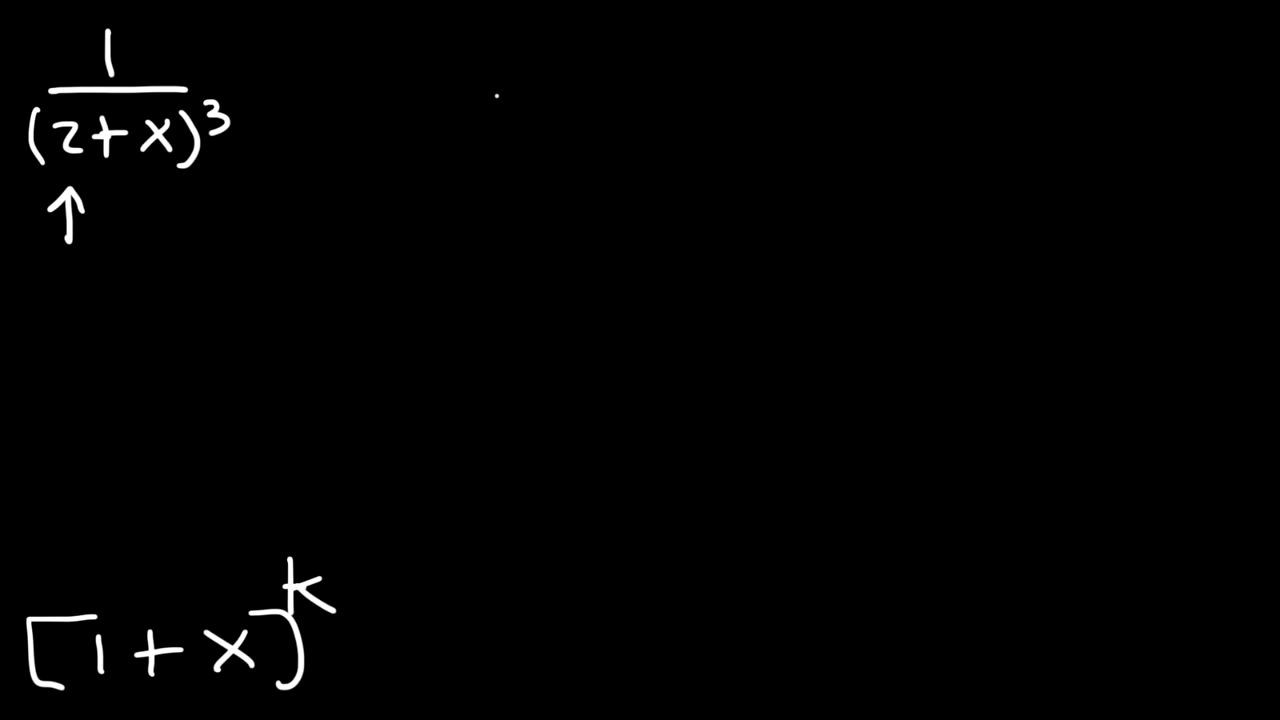 1
(2+x)³
↑
[1+x]^k